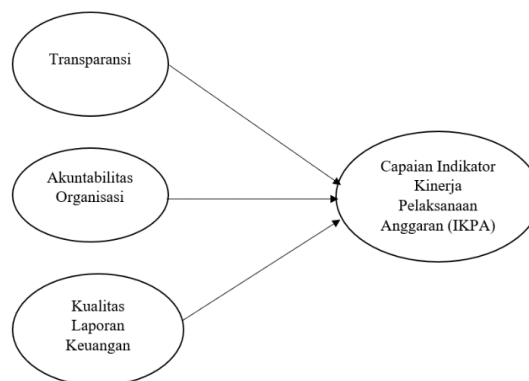 Transparansi
Akuntabilitas
Organisasi
Kualitas
Laporan
Keuangan
Capaian Indikator
Kinerja
Pelaksanaan
Anggaran (IKPA)